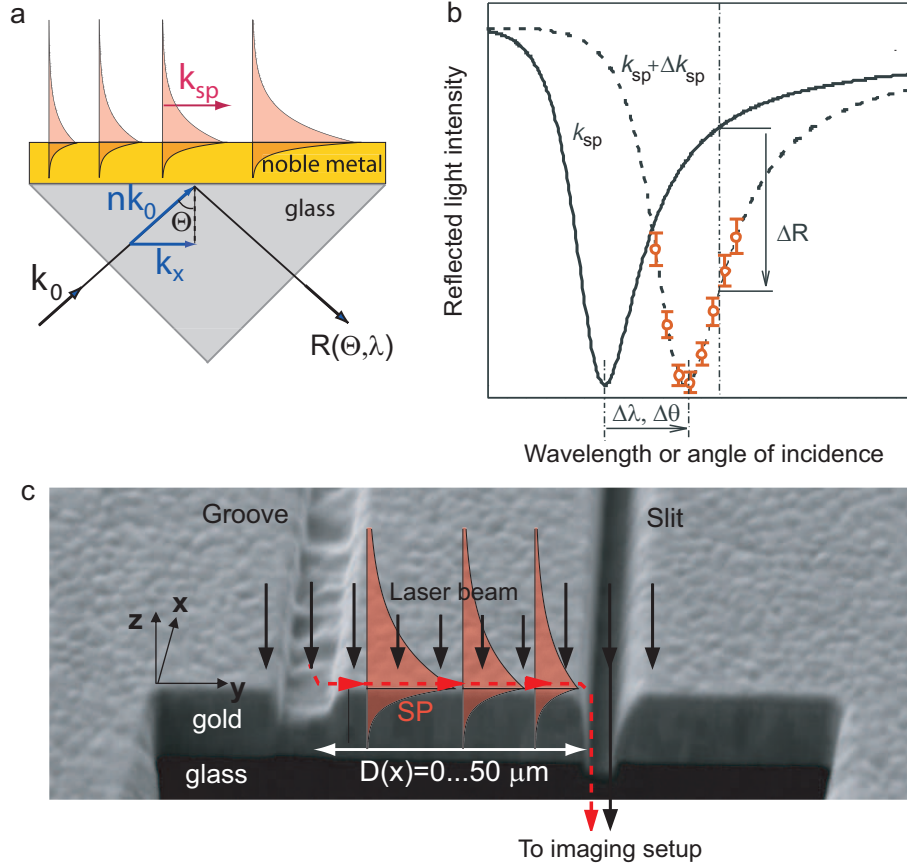 a
k_sp
noble metal
nk_0
Θ
glass
k_x
k_0
R(Θ,λ)
b
Reflected light intensity
k_sp+Δk_sp
k_sp
ΔR
Δλ, Δθ
Wavelength or angle of incidence
c
Groove
Slit
Laser beam
z
x
y
SP
gold
glass
D(x)=0...50 μm
To imaging setup